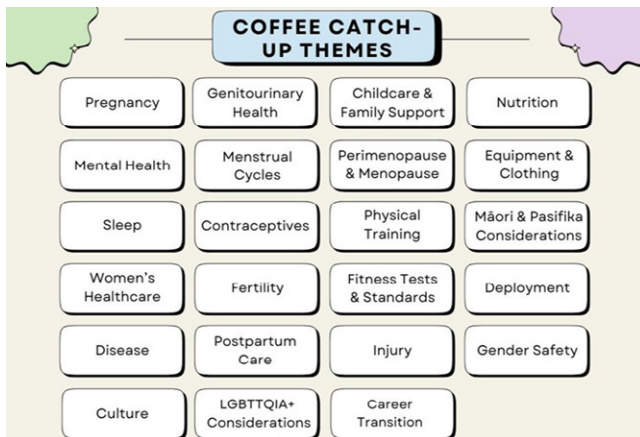 COFFEE CATCH-
UP THEMES
Pregnancy
Genitourinary
Health
Childcare &
Family Support
Nutrition
Mental Health
Menstrual
Cycles
Perimenopause
& Menopause
Equipment &
Clothing
Sleep
Contraceptives
Physical
Training
Māori & Pasifika
Considerations
Women's
Healthcare
Fertility
Fitness Tests
& Standards
Deployment
Disease
Postpartum
Care
Injury
Gender Safety
Culture
LGBTTQIA+
Considerations
Career
Transition